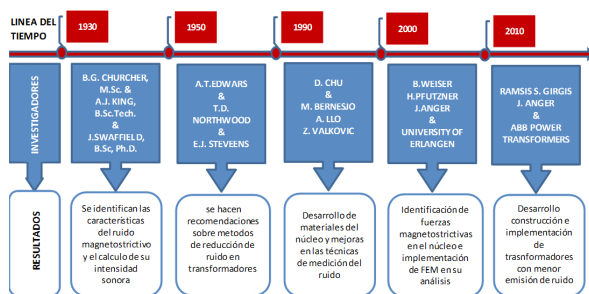 LINEA DEL
TIEMPO
1930
1950
1990
2000
2010
INVESTIGADORES
B.G. CHURCHER,
M.Sc. &
A.J. KING,
B.Sc.Tech.
&
J.SWAFFIELD,
B.Sc, Ph.D.
A.T.EDWARS
&
T.D.
NORTHWOOD
&
E.J. STEVEENS
D. CHU
&
M. BERNESJO
A. LLO
Z. VALKOVIC
B.WEISER
H.PFUTZNER
J.ANGER
&
UNIVERSITY OF
ERLANGEN
RAMSIS S. GIRGIS
J. ANGER
&
ABB POWER
TRANSFORMERS
RESULTADOS
Se identifican las
características
del ruido
magnetostrictivo
y el calculo de su
intensidad
sonora
se hacen
recomendaciones
sobre metodos
de reducción de
ruido en
transformadores
Desarrollo de
materiales del
núcleo y mejoras
en las técnicas
de medición del
ruido
Identificación de
fuerzas
magnetostrictivas
en el núcleo e
implementación
de FEM en su
análisis
Desarrollo
construcción e
implementación
de
trasnformadores
con menor
emisión de ruido